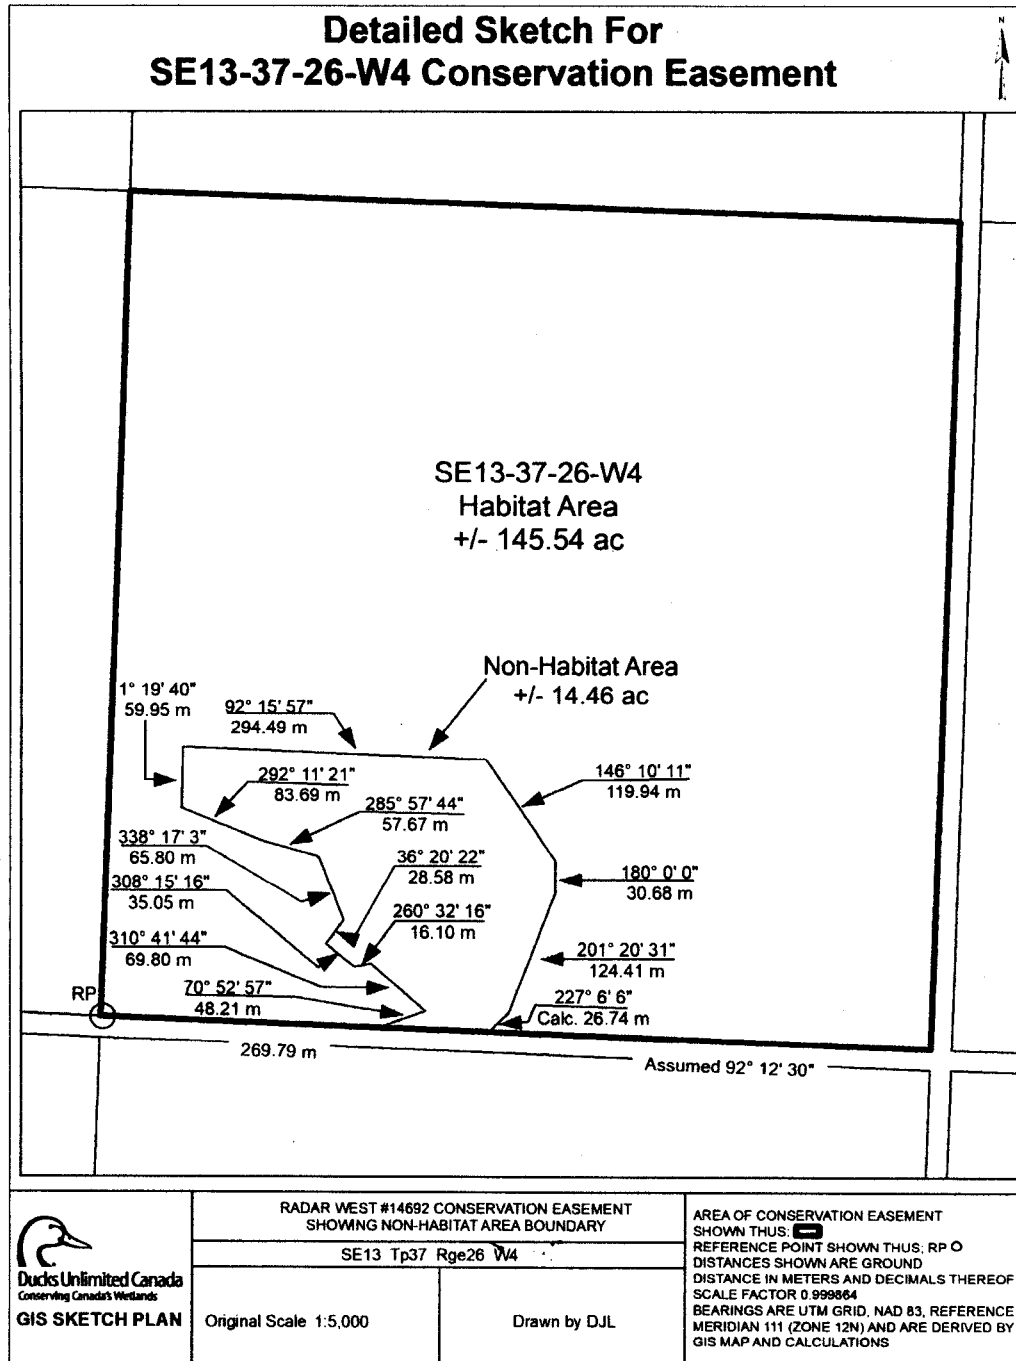 Detailed Sketch For
SE13-37-26-W4 Conservation Easement
N
SE13-37-26-W4
Habitat Area
+/- 145.54 ac
Non-Habitat Area
+/- 14.46 ac
1° 19' 40"
59.95 m
92° 15' 57"
294.49 m
292° 11' 21"
83.69 m
146° 10' 11"
119.94 m
285° 57' 44"
57.67 m
338° 17' 3"
65.80 m
36° 20' 22"
28.58 m
180° 0' 0"
30.68 m
308° 15' 16"
35.05 m
260° 32' 16"
16.10 m
310° 41' 44"
69.80 m
201° 20' 31"
124.41 m
RP
70° 52' 57"
48.21 m
227° 6' 6"
Calc. 26.74 m
269.79 m
Assumed 92° 12' 30"
Ducks Unlimited Canada
Conserving Canada's Wetlands
GIS SKETCH PLAN
RADAR WEST #14692 CONSERVATION EASEMENT
SHOWING NON-HABITAT AREA BOUNDARY
SE13 Tp37 Rge26 W4
Original Scale 1:5,000
Drawn by DJL
AREA OF CONSERVATION EASEMENT
SHOWN THUS:
REFERENCE POINT SHOWN THUS; RP O
DISTANCES SHOWN ARE GROUND
DISTANCE IN METERS AND DECIMALS THEREOF
SCALE FACTOR 0.999864
BEARINGS ARE UTM GRID, NAD 83, REFERENCE
MERIDIAN 111 (ZONE 12N) AND ARE DERIVED BY
GIS MAP AND CALCULATIONS